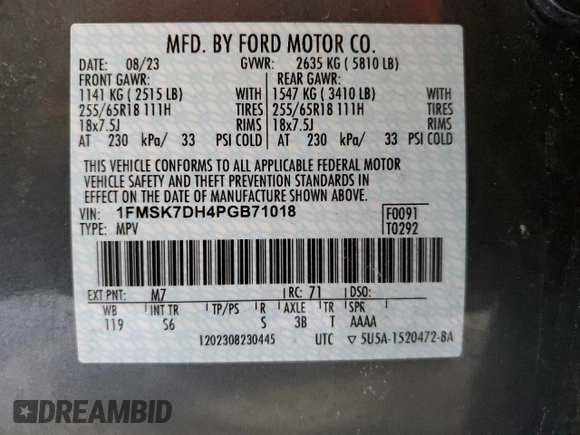 MFD. BY FORD MOTOR CO.
DATE: 08/23 GVWR: 2635 KG ( 5810 LB)
FRONT GAWR: REAR GAWR:
1141 KG ( 2515 LB) WITH 1547 KG ( 3410 LB) WITH
255/65R18 111H TIRES 255/65R18 111H TIRES
18x7.5J RIMS 18x7.5J RIMS
AT 230 kPa/ 33 PSI COLD AT 230 kPa/ 33 PSI COLD
THIS VEHICLE CONFORMS TO ALL APPLICABLE FEDERAL MOTOR
VEHICLE SAFETY AND THEFT PREVENTION STANDARDS IN
EFFECT ON THE DATE OF MANUFACTURE SHOWN ABOVE.
VIN: 1FMSK7DH4PGB71018 F0091
TYPE: MPV T0292
EXT PNT: M7 RC: 71 DSO:
WB INT TR TP/PS R AXLE TR SPR
119 S6 S 3B T AAAA
1202308230445 UTC ▽ 5U5A-1520472-BA
DREAMBID